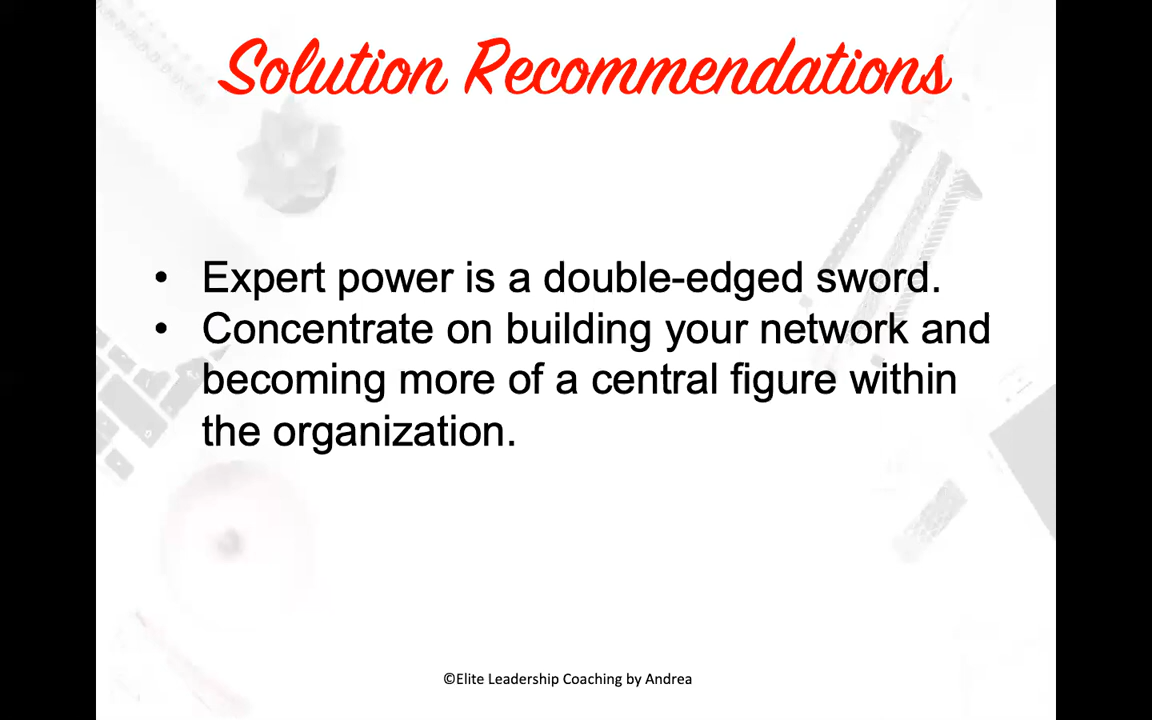 Solution Recommendations
• Expert power is a double-edged sword.
• Concentrate on building your network and
becoming more of a central figure within
the organization.
©Elite Leadership Coaching by Andrea